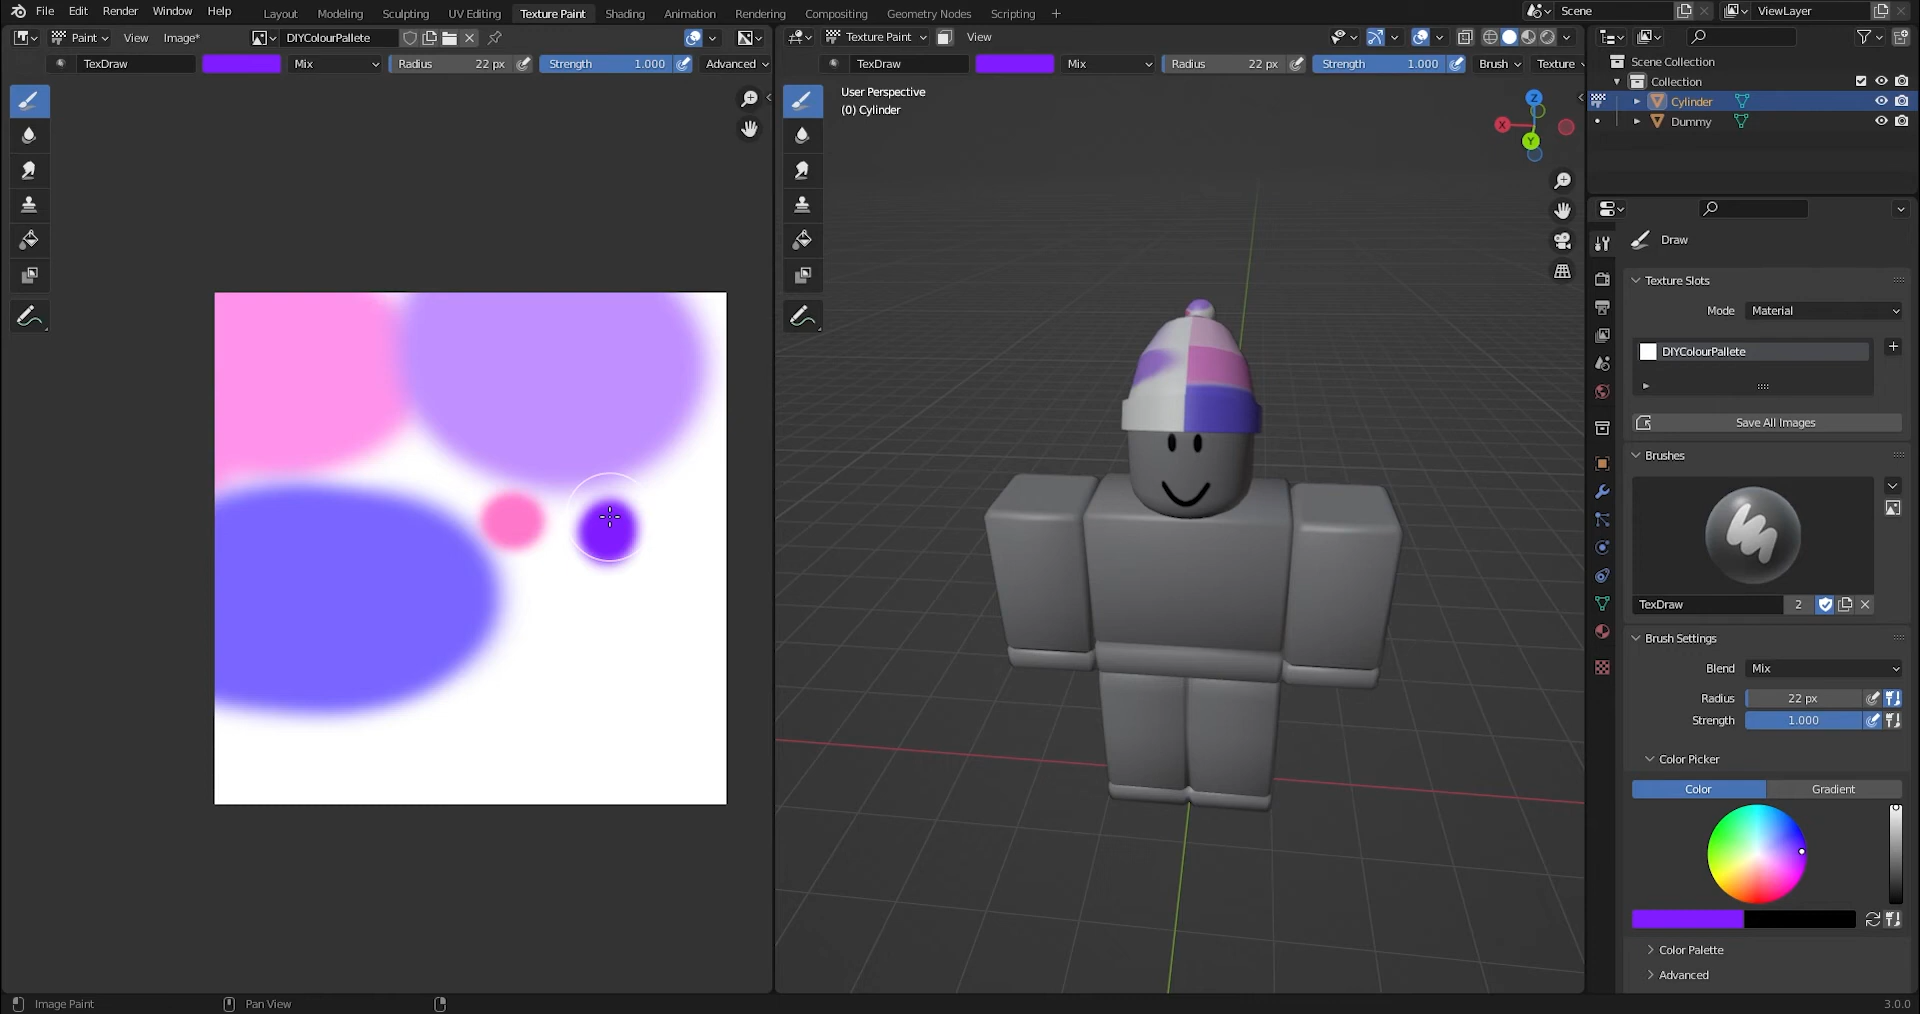 File Edit Render Window Help Layout Modeling Sculpting UV Editing Texture Paint Shading Animation Rendering Compositing Geometry Nodes Scripting + Scene ViewLayer
Paint View Image* DIYColourPallete Texture Paint View
TexDraw Mix Radius 22 px Strength 1.000 Advanced TexDraw Mix Radius 22 px Strength 1.000 Brush Texture
User Perspective
(0) Cylinder
Z
X
Y
Scene Collection
Collection
Cylinder
Dummy
Draw
Texture Slots
Mode Material
DIYColourPallete
Save All Images
Brushes
TexDraw 2
Brush Settings
Blend Mix
Radius 22 px
Strength 1.000
Color Picker
Color Gradient
Color Palette
Advanced
Image Paint Pan View 3.0.0